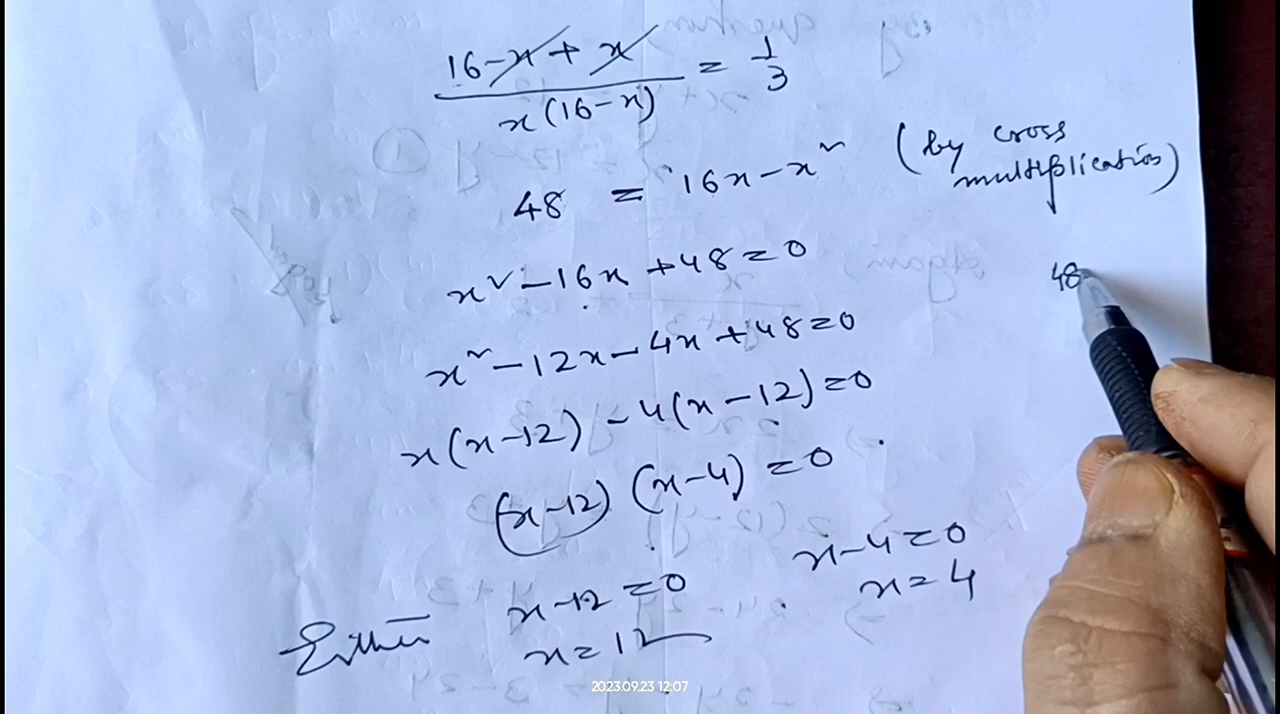 16-x+x / x(16-x) = 1/3
48 = 16x-x² (by cross multiplication)
x²-16x+48=0
48
x²-12x-4x+48=0
x(x-12)-4(x-12)=0
(x-12)(x-4)=0
Either x-12=0 x-4=0
x=12 x=4
2023.09.23 12:07